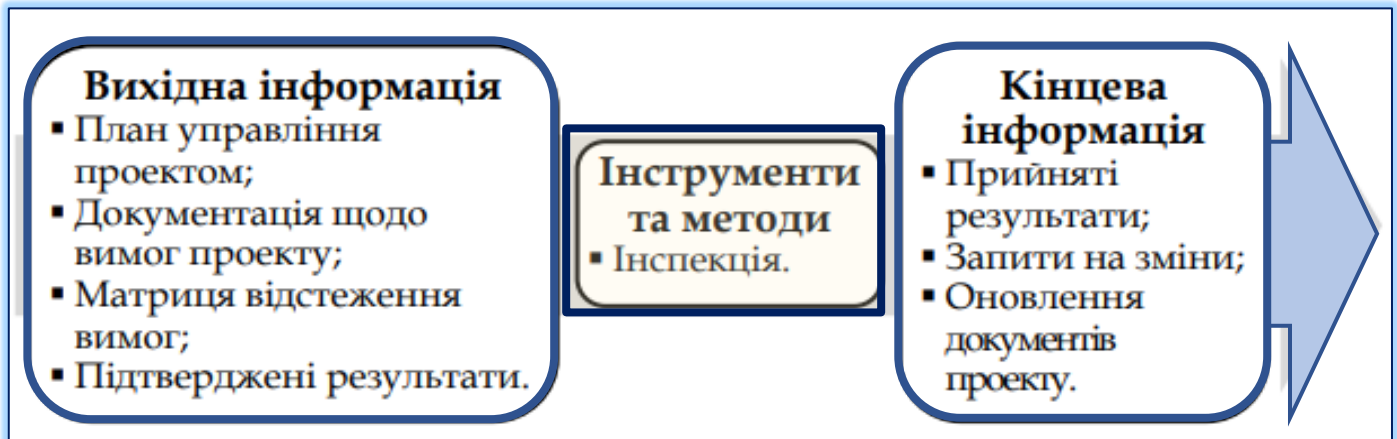 Вихідна інформація
▪ План управління
проектом;
▪ Документація щодо
вимог проекту;
▪ Матриця відстеження
вимог;
▪ Підтверджені результати.
Інструменти
та методи
▪ Інспекція.
Кінцева
інформація
▪ Прийняті
результати;
▪ Запити на зміни;
▪ Оновлення
документів
проекту.